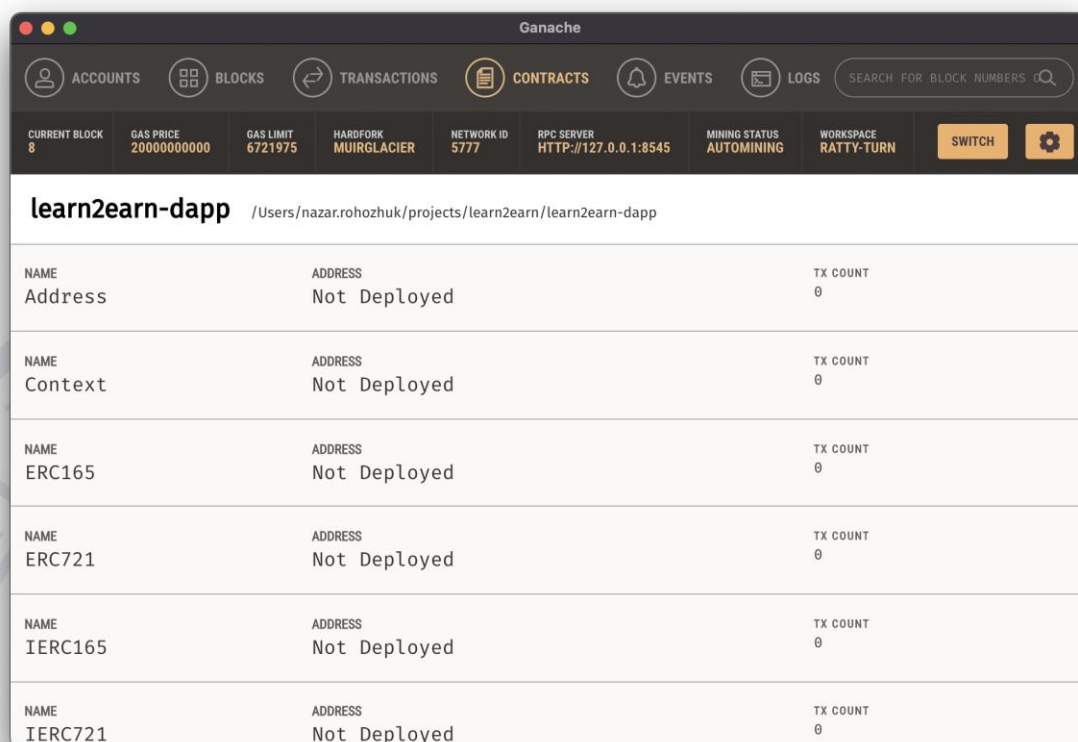 Ganache
ACCOUNTS BLOCKS TRANSACTIONS CONTRACTS EVENTS LOGS SEARCH FOR BLOCK NUMBERS
CURRENT BLOCK GAS PRICE GAS LIMIT HARDFORK NETWORK ID RPC SERVER MINING STATUS WORKSPACE
8 20000000000 6721975 MUIRGLACIER 5777 HTTP://127.0.0.1:8545 AUTOMINING RATTY-TURN SWITCH
learn2earn-dapp /Users/nazar.rohozhuk/projects/learn2earn/learn2earn-dapp
NAME ADDRESS TX COUNT
Address Not Deployed 0
NAME ADDRESS TX COUNT
Context Not Deployed 0
NAME ADDRESS TX COUNT
ERC165 Not Deployed 0
NAME ADDRESS TX COUNT
ERC721 Not Deployed 0
NAME ADDRESS TX COUNT
IERC165 Not Deployed 0
NAME ADDRESS TX COUNT
IERC721 Not Deployed 0